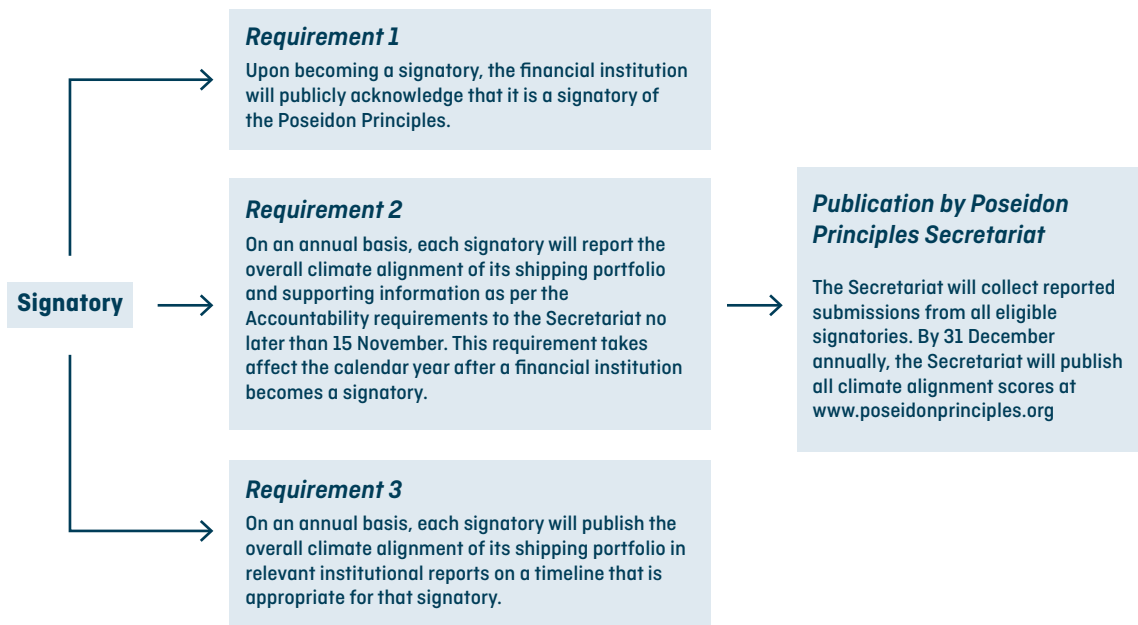 Requirement 1
Upon becoming a signatory, the financial institution
will publicly acknowledge that it is a signatory of
the Poseidon Principles.
Signatory
Requirement 2
On an annual basis, each signatory will report the
overall climate alignment of its shipping portfolio
and supporting information as per the
Accountability requirements to the Secretariat no
later than 15 November. This requirement takes
affect the calendar year after a financial institution
becomes a signatory.
Publication by Poseidon
Principles Secretariat
The Secretariat will collect reported
submissions from all eligible
signatories. By 31 December
annually, the Secretariat will publish
all climate alignment scores at
www.poseidonprinciples.org
Requirement 3
On an annual basis, each signatory will publish the
overall climate alignment of its shipping portfolio in
relevant institutional reports on a timeline that is
appropriate for that signatory.